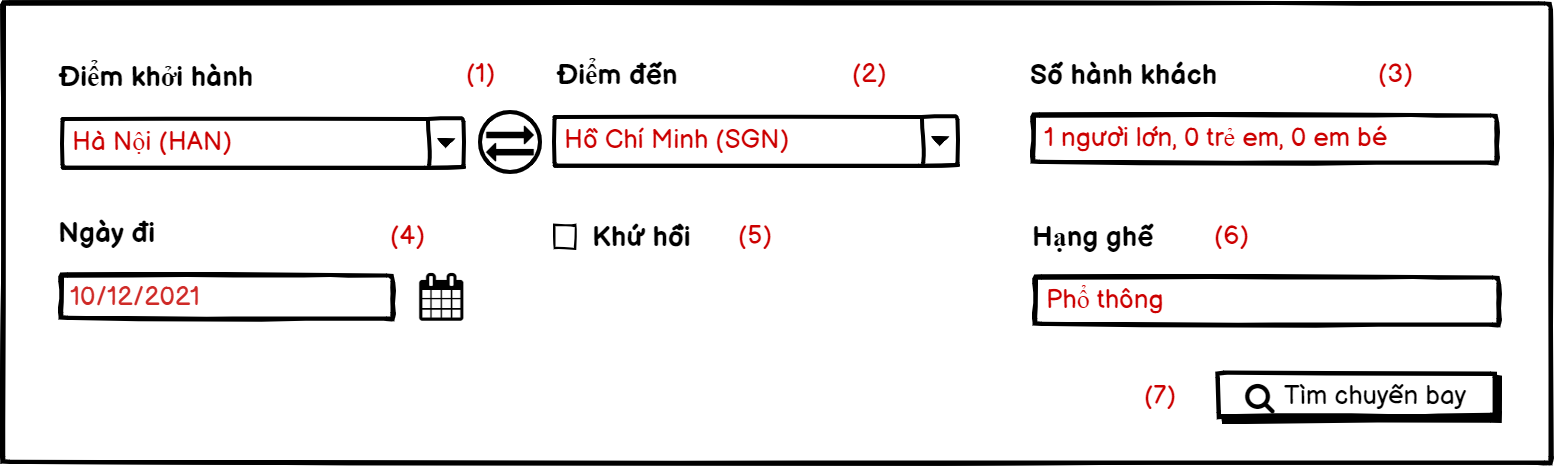 Điểm khởi hành (1)
Điểm đến (2)
Số hành khách (3)
Hà Nội (HAN)
Hồ Chí Minh (SGN)
1 người lớn, 0 trẻ em, 0 em bé
Ngày đi (4)
Khứ hồi (5)
Hạng ghế (6)
10/12/2021
Phổ thông
(7) Tìm chuyến bay